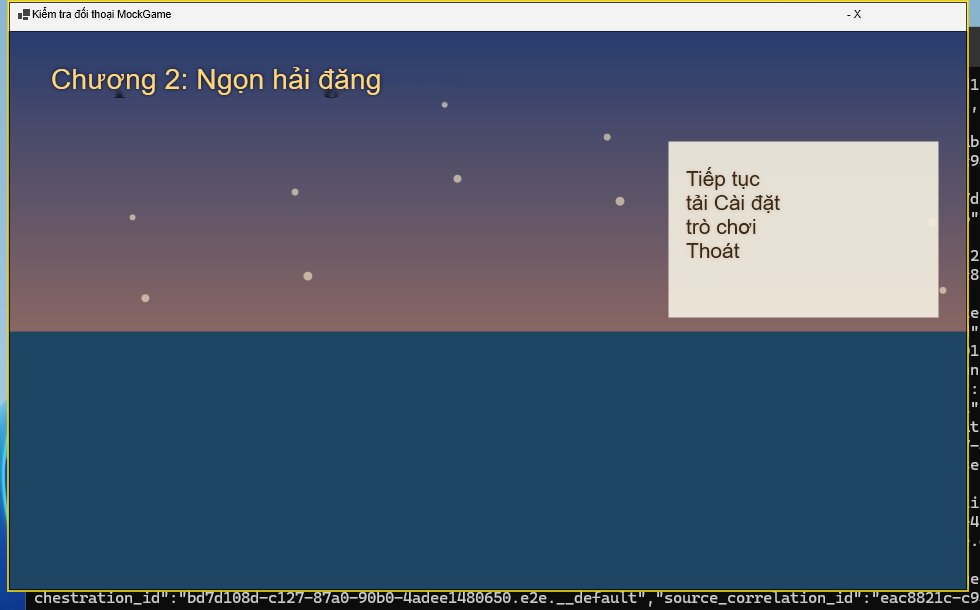 Kiểm tra đối thoại MockGame
- X
Chương 2: Ngọn hải đăng
Tiếp tục
tải Cài đặt
trò chơi
Thoát
chestration_id":"bd7d108d-c127-87a0-90b0-4adee1480650.e2e.__default","source_correlation_id":"eac8821c-c9